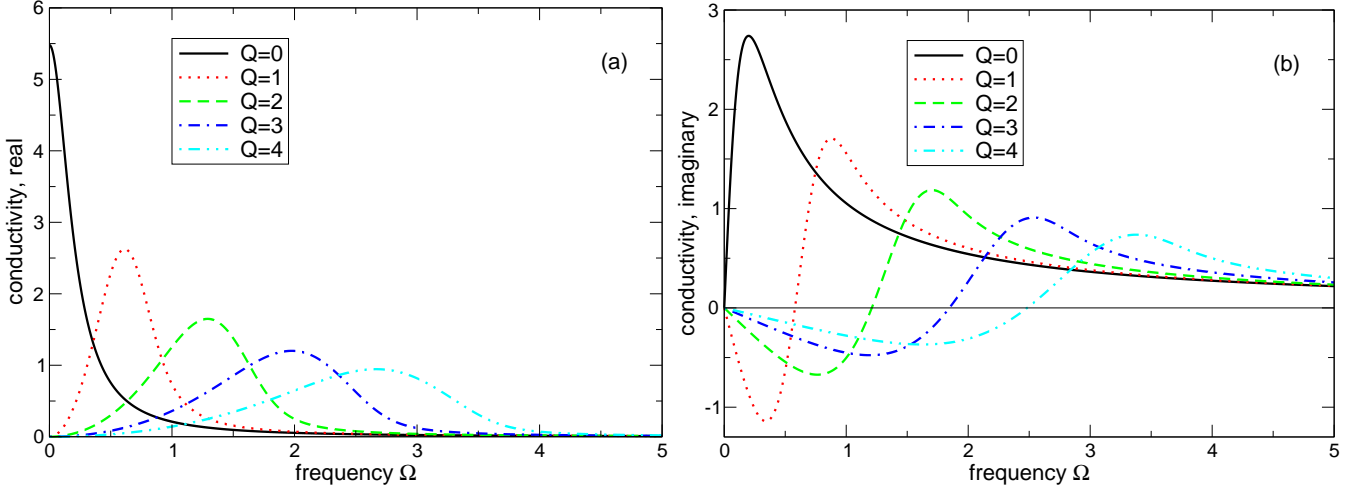 6
5
4
3
2
1
0
0 1 2 3 4 5
conductivity, real
frequency Ω
Q=0
Q=1
Q=2
Q=3
Q=4
(a)
3
2
1
0
-1
0 1 2 3 4 5
conductivity, imaginary
frequency Ω
Q=0
Q=1
Q=2
Q=3
Q=4
(b)